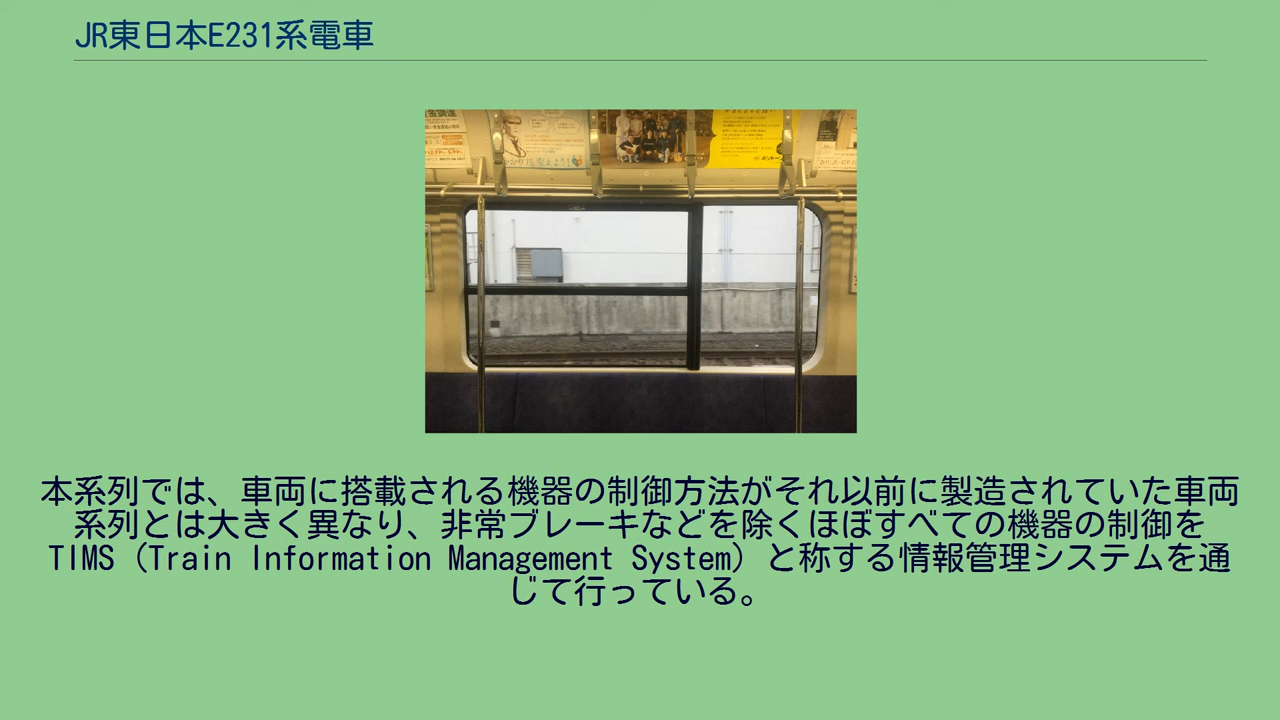 JR東日本E231系電車
本系列では、車両に搭載される機器の制御方法がそれ以前に製造されていた車両
系列とは大きく異なり、非常ブレーキなどを除くほぼすべての機器の制御を
TIMS（Train Information Management System）と称する情報管理システムを通
じて行っている。